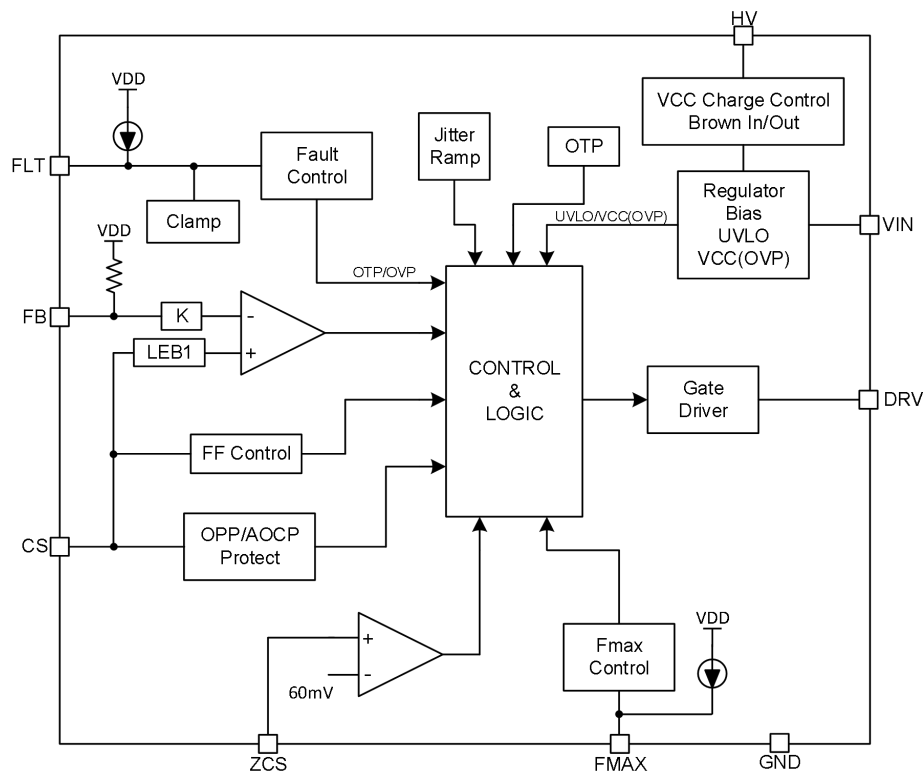 HV
VDD
VCC Charge Control
Brown In/Out
Jitter
Ramp
OTP
FLT
Fault
Control
Clamp
UVLO/VCC(OVP)
Regulator
Bias
UVLO
VCC(OVP)
VIN
VDD
OTP/OVP
FB
K
-
LEB1
+
CONTROL
&
LOGIC
Gate
Driver
DRV
FF Control
CS
OPP/AOCP
Protect
VDD
+
-
60mV
Fmax
Control
ZCS
FMAX
GND